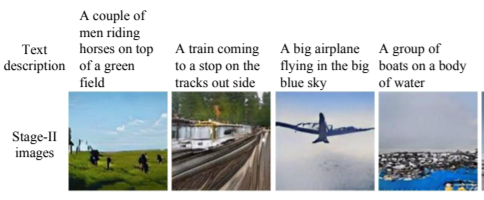 Text
description
A couple of
men riding
horses on top
of a green
field
A train coming
to a stop on the
tracks out side
A big airplane
flying in the big
blue sky
A group of
boats on a body
of water
Stage-II
images